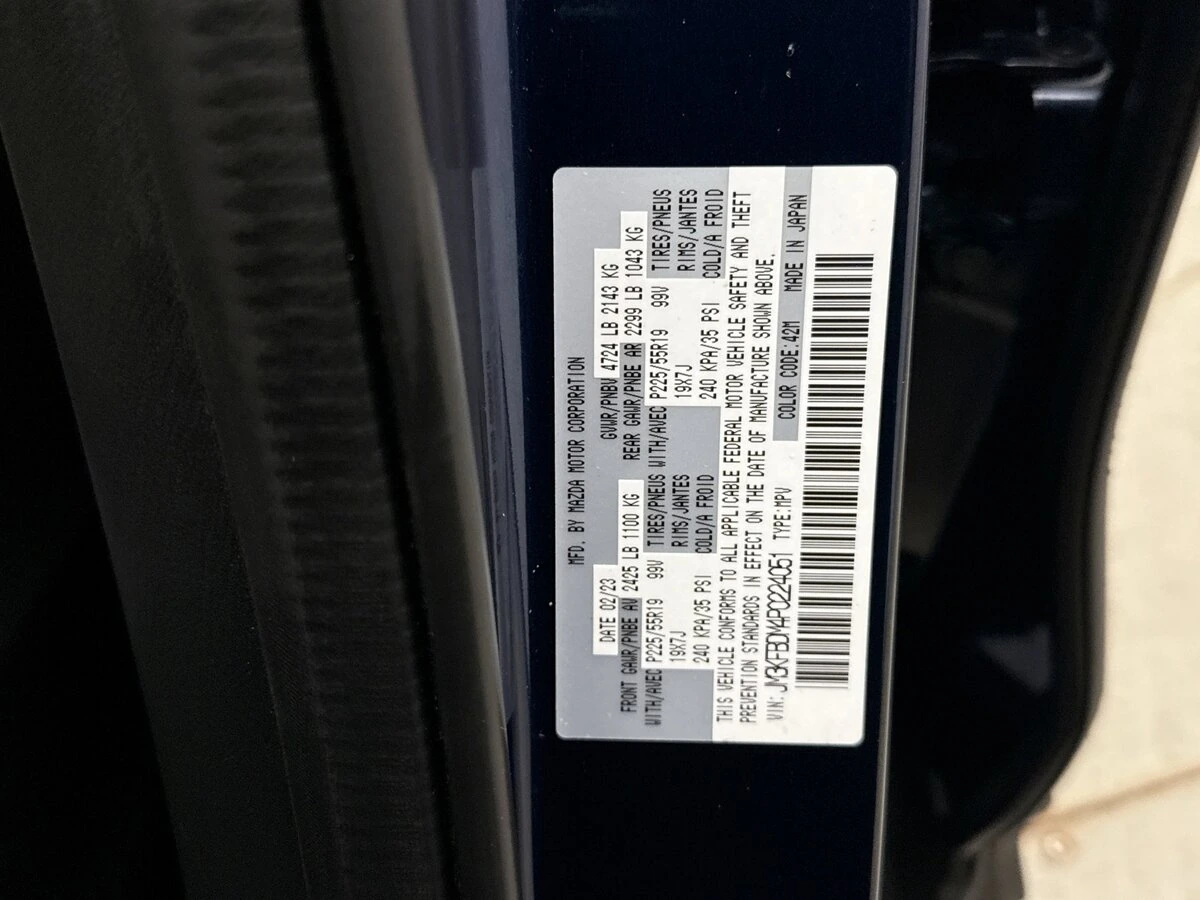 MFD. BY MAZDA MOTOR CORPORATION
DATE 02/23 GVWR/PNBV 4724 LB 2143 KG
FRONT GAWR/PNBE AV 2425 LB 1100 KG REAR GAWR/PNBE AR 2299 LB 1043 KG
WITH/AVEC P225/55R19 99V TIRES/PNEUS WITH/AVEC P225/55R19 99V TIRES/PNEUS
19X7J RIMS/JANTES 19X7J RIMS/JANTES
240 KPA/35 PSI COLD/A FROID 240 KPA/35 PSI COLD/A FROID
THIS VEHICLE CONFORMS TO ALL APPLICABLE FEDERAL MOTOR VEHICLE SAFETY AND THEFT
PREVENTION STANDARDS IN EFFECT ON THE DATE OF MANUFACTURE SHOWN ABOVE.
VIN: JM3KFBDY4P0224051 TYPE:MPV COLOR CODE:42M MADE IN JAPAN